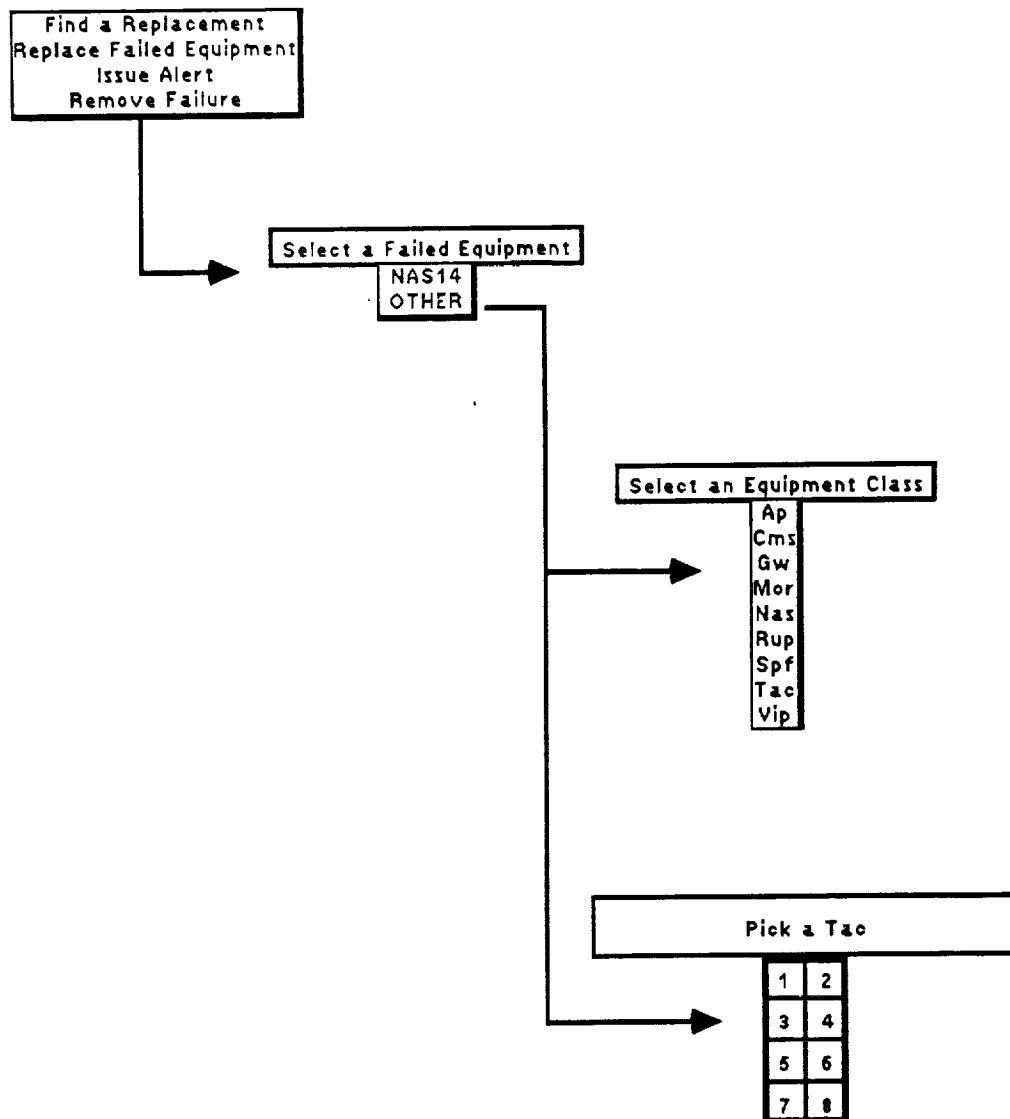 Find a Replacement
Replace Failed Equipment
Issue Alert
Remove Failure
Select a Failed Equipment
NAS14
OTHER
Select an Equipment Class
Ap
Cms
Gw
Mor
Nas
Rup
Spf
Tac
Vip
Pick a Tac
1 2
3 4
5 6
7 8